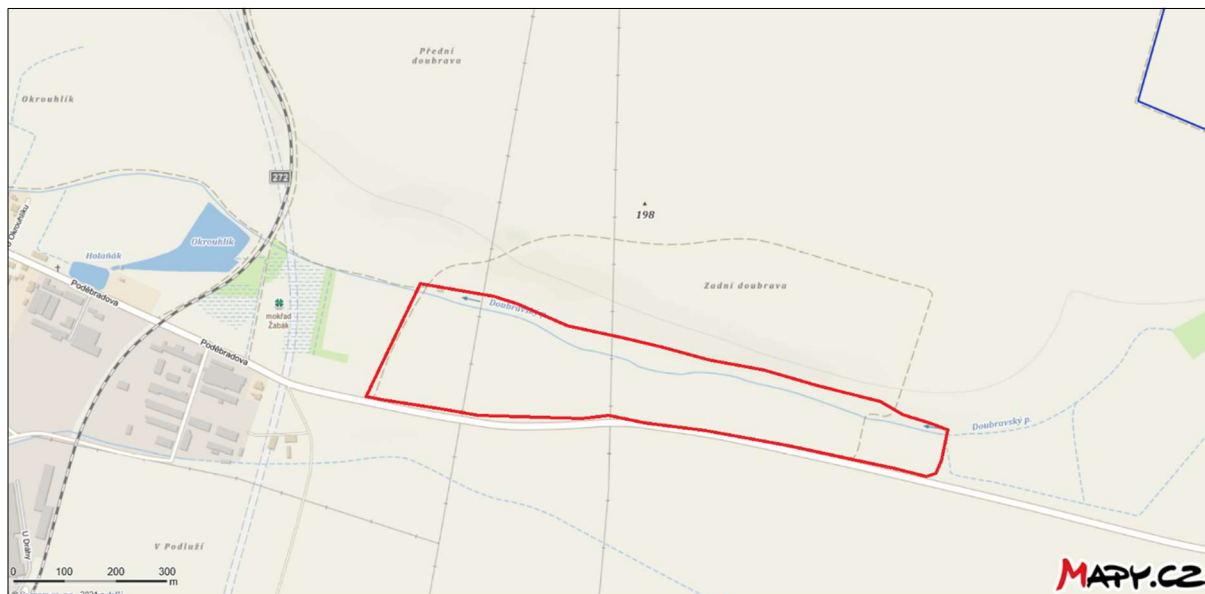 Přední
doubrava
Okrouhlík
272
198
Okrouhlík
Holaňák
Zadní doubrava
Poděbradova
mokřad
Žabák
Doubravský p.
Poděbradova
Doubravský p.
V Podluží
U Dráhy
0 100 200 300
m
MAPY.CZ